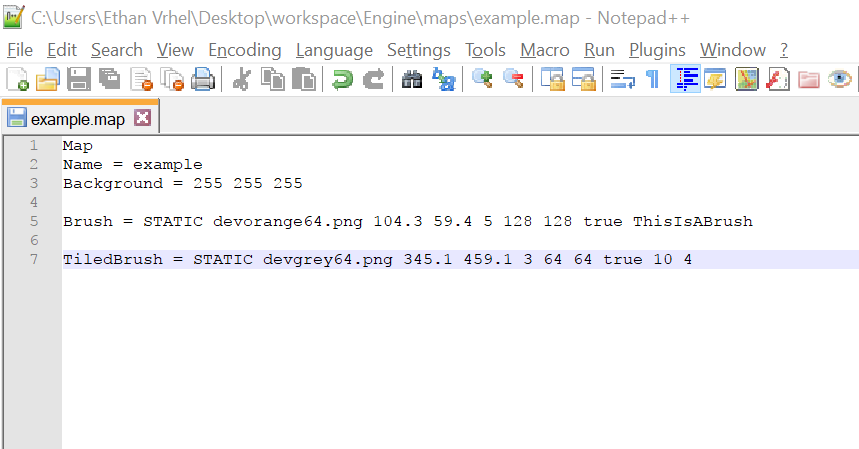 C:\Users\Ethan Vrhel\Desktop\workspace\Engine\maps\example.map - Notepad++
File Edit Search View Encoding Language Settings Tools Macro Run Plugins Window ?
example.map
1 Map
2 Name = example
3 Background = 255 255 255
4
5 Brush = STATIC devorange64.png 104.3 59.4 5 128 128 true ThisIsABrush
6
7 TiledBrush = STATIC devgrey64.png 345.1 459.1 3 64 64 true 10 4